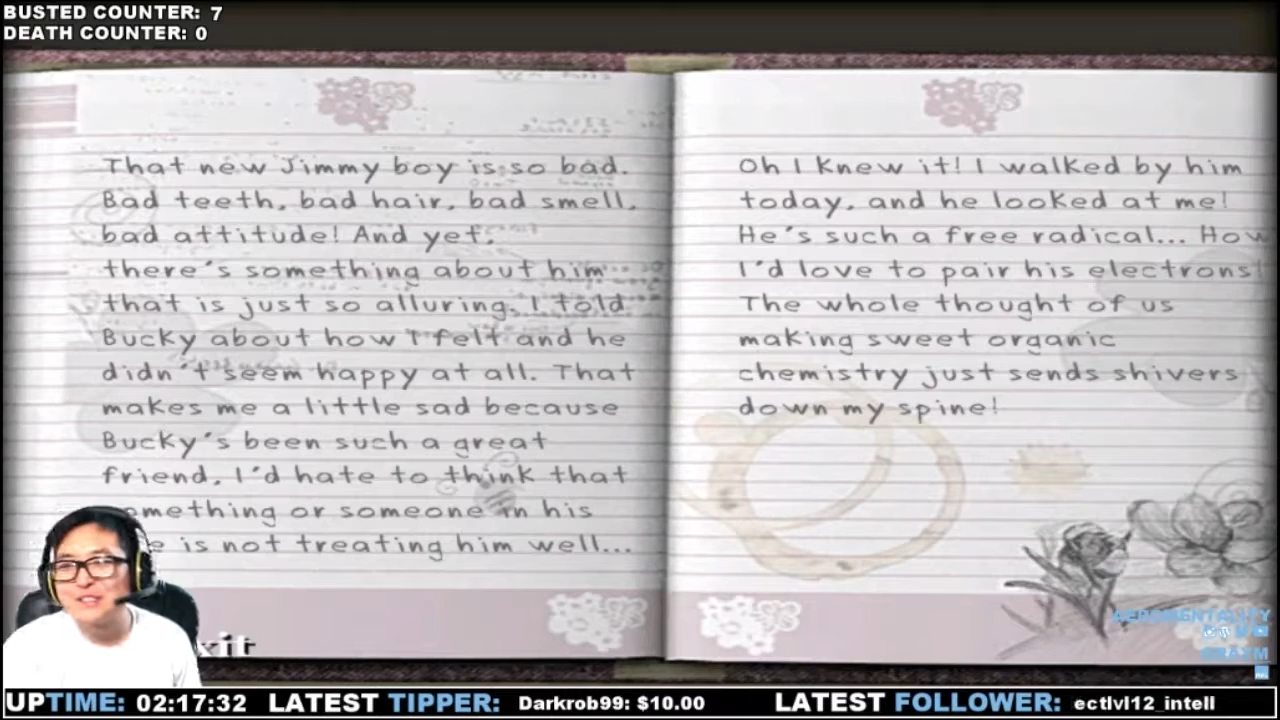 BUSTED COUNTER: 7
DEATH COUNTER: 0
That new Jimmy boy is so bad.
Bad teeth, bad hair, bad smell,
bad attitude! And yet,
there's something about him
that is just so alluring. I told
Bucky about how I felt and he
didn't seem happy at all. That
makes me a little sad because
Bucky's been such a great
friend, I'd hate to think that
something or someone in his
is not treating him well...
Oh I knew it! I walked by him
today, and he looked at me!
He's such a free radical... How
I'd love to pair his electrons!
The whole thought of us
making sweet organic
chemistry just sends shivers
down my spine!
xit
AEROMENTALITY
UPTIME: 02:17:32 LATEST TIPPER: Darkrob99: $10.00 LATEST FOLLOWER: ectlvl12_intell